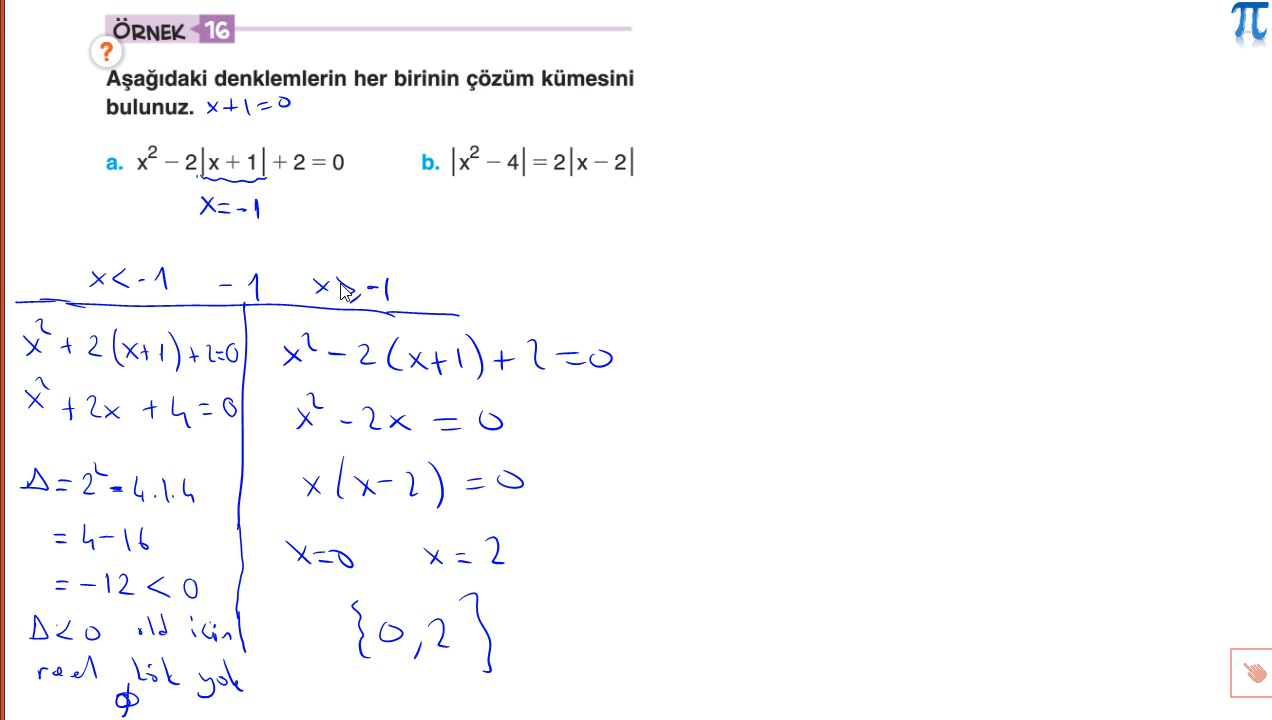 π
ÖRNEK 16
?
Aşağıdaki denklemlerin her birinin çözüm kümesini
bulunuz. x+1=0
a. x² − 2|x + 1| + 2 = 0
b. |x² − 4| = 2|x − 2|
x=-1
x<-1 -1 x≥-1
x²+2(x+1)+2=0
x²+2x+4=0
Δ=2²-4.1.4
=4-16
=-12<0
Δ<0 old için
reel kök yok
∅
x²-2(x+1)+2=0
x²-2x=0
x(x-2)=0
x=0 x=2
{0,2}